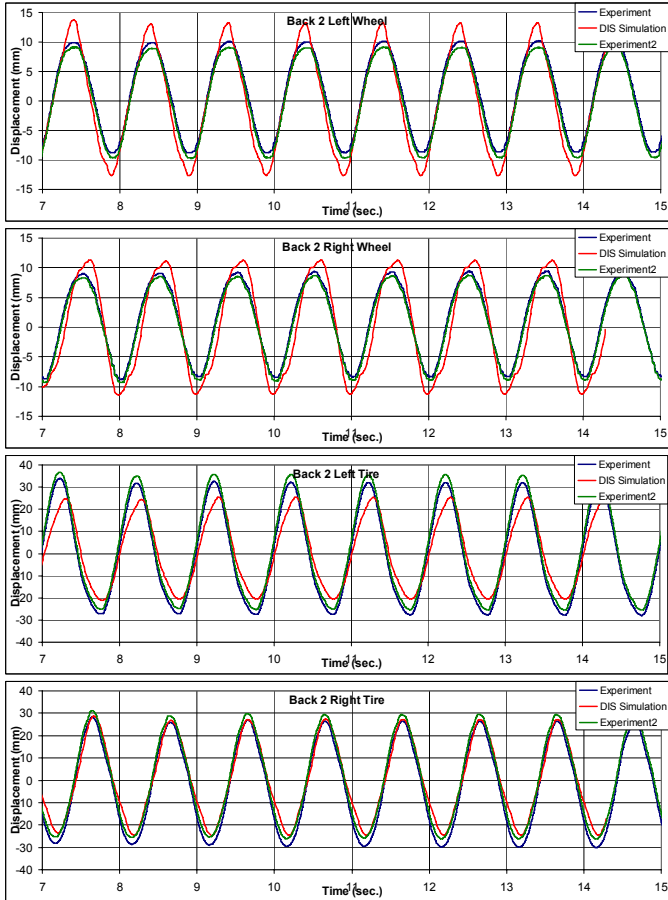 Back 2 Left Wheel
Experiment
DIS Simulation
Experiment2
Displacement (mm)
15
10
5
0
-5
-10
-15
7 8 9 10 11 12 13 14 15
Time (sec.)
Back 2 Right Wheel
Experiment
DIS Simulation
Experiment2
Displacement (mm)
15
10
5
0
-5
-10
-15
7 8 9 10 11 12 13 14 15
Time (sec.)
Back 2 Left Tire
Experiment
DIS Simulation
Experiment2
Displacement (mm)
40
30
20
10
0
-10
-20
-30
-40
7 8 9 10 11 12 13 14 15
Time (sec.)
Back 2 Right Tire
Experiment
DIS Simulation
Experiment2
Displacement (mm)
40
30
20
10
0
-10
-20
-30
-40
7 8 9 10 11 12 13 14 15
Time (sec.)